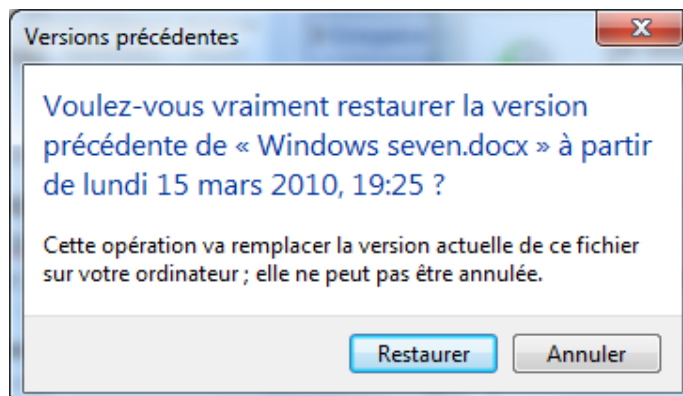 Versions précédentes
Voulez-vous vraiment restaurer la version
précédente de « Windows seven.docx » à partir
de lundi 15 mars 2010, 19:25 ?
Cette opération va remplacer la version actuelle de ce fichier
sur votre ordinateur ; elle ne peut pas être annulée.
Restaurer
Annuler